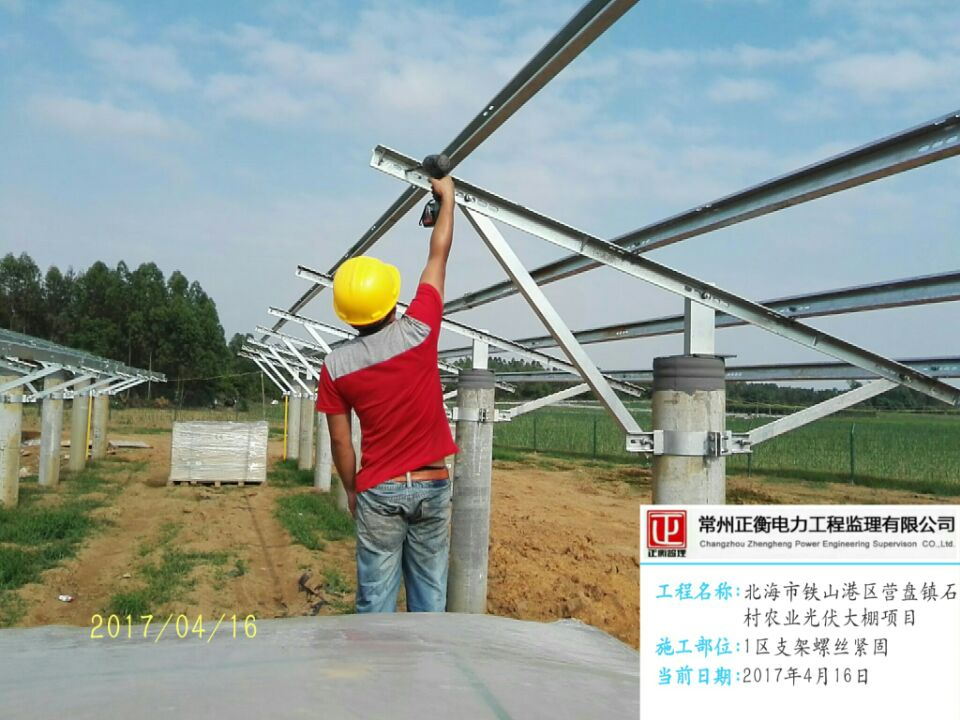 2017/04/16
正衡监理
常州正衡电力工程监理有限公司
Changzhou Zhengheng Power Engineering Supervison CO.,Ltd.
工程名称:北海市铁山港区营盘镇石
村农业光伏大棚项目
施工部位:1区支架螺丝紧固
当前日期:2017年4月16日